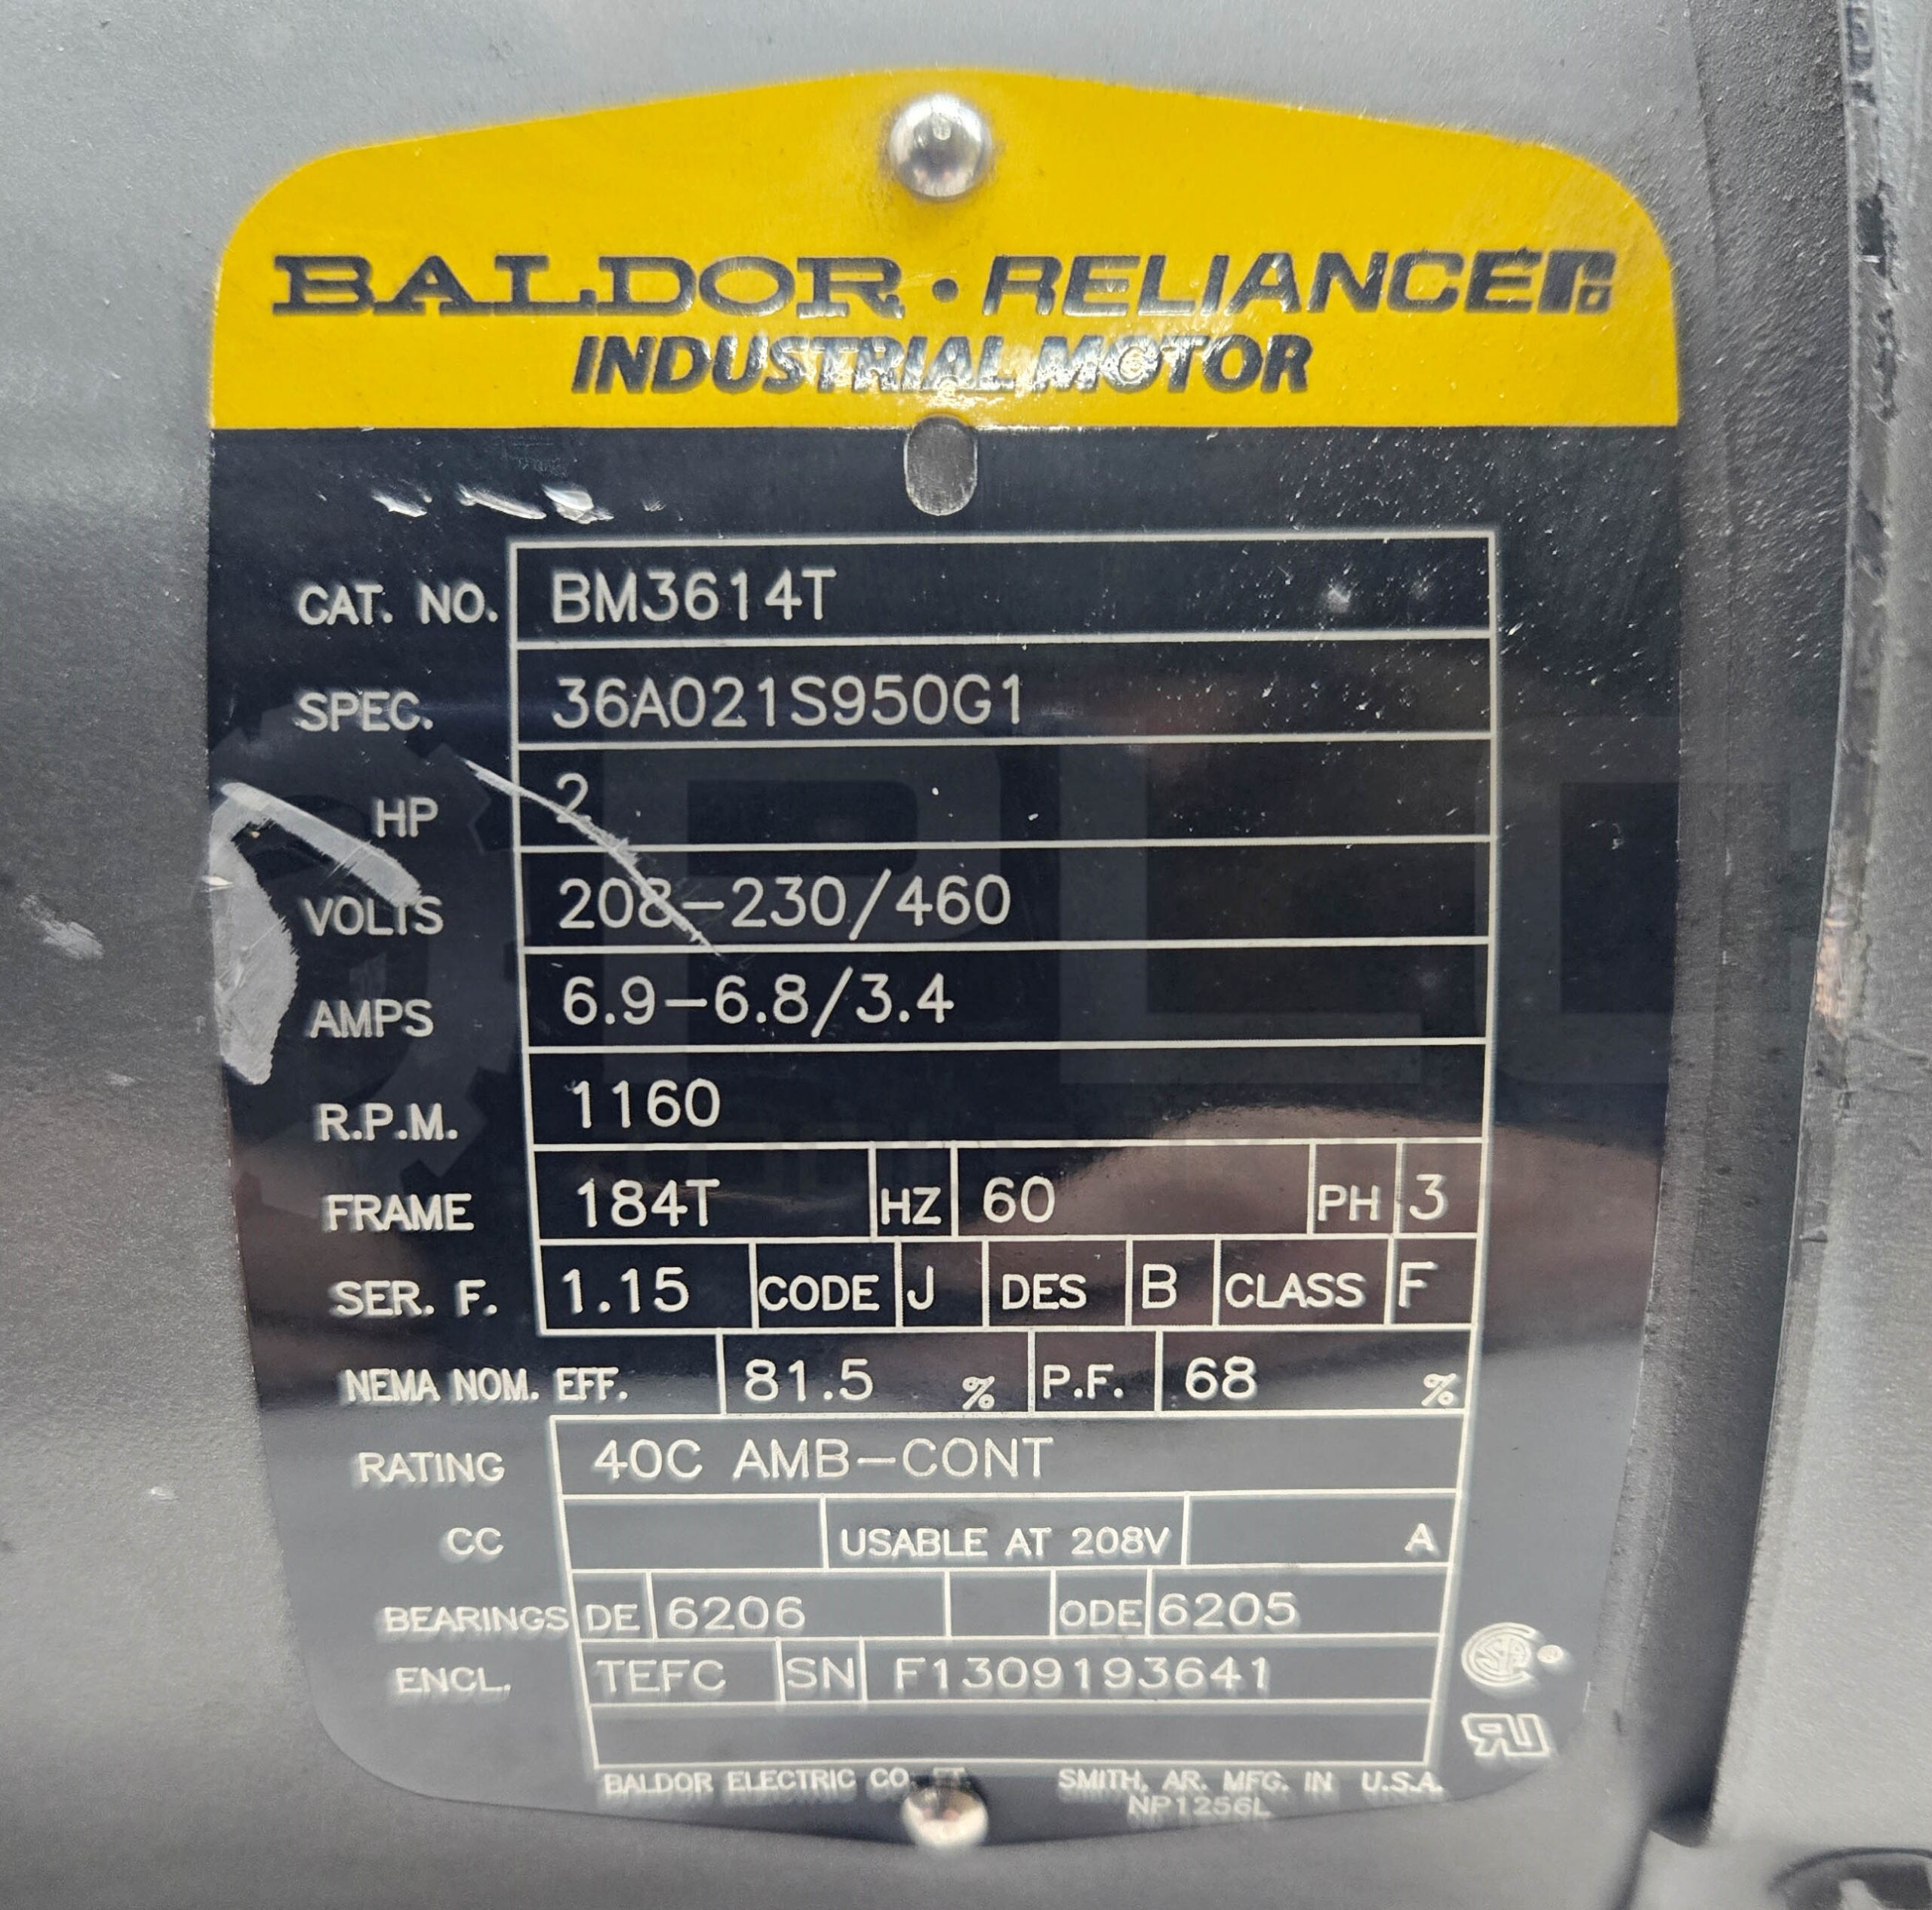 BALDOR • RELIANCE
INDUSTRIAL MOTOR
CAT. NO. BM3614T
SPEC. 36A021S950G1
HP 2
VOLTS 208-230/460
AMPS 6.9-6.8/3.4
R.P.M. 1160
FRAME 184T HZ 60 PH 3
SER. F. 1.15 CODE J DES B CLASS F
NEMA NOM. EFF. 81.5 % P.F. 68 %
RATING 40C AMB-CONT
CC USABLE AT 208V A
BEARINGS DE 6206 ODE 6205
ENCL. TEFC SN F1309193641
BALDOR ELECTRIC CO. FT. SMITH, AR. MFG. IN U.S.A.
NP1256L